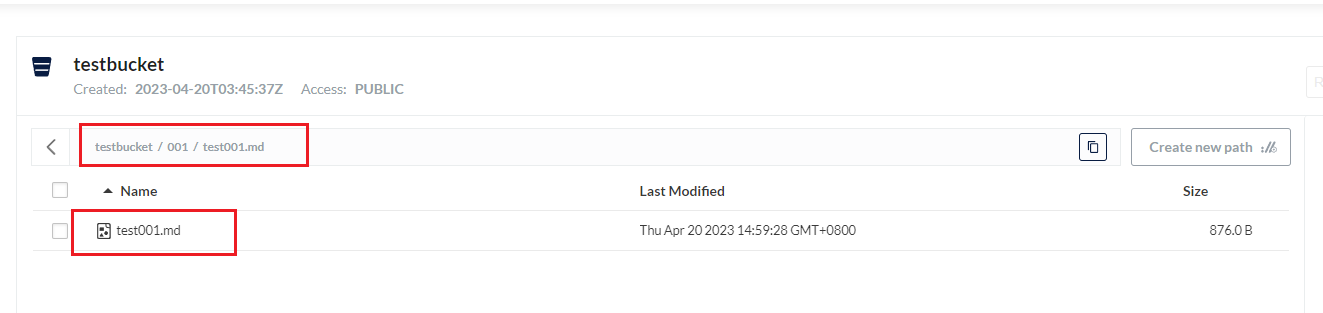 testbucket
Created: 2023-04-20T03:45:37Z Access: PUBLIC
testbucket / 001 / test001.md
Create new path
Name Last Modified Size
test001.md Thu Apr 20 2023 14:59:28 GMT+0800 876.0 B